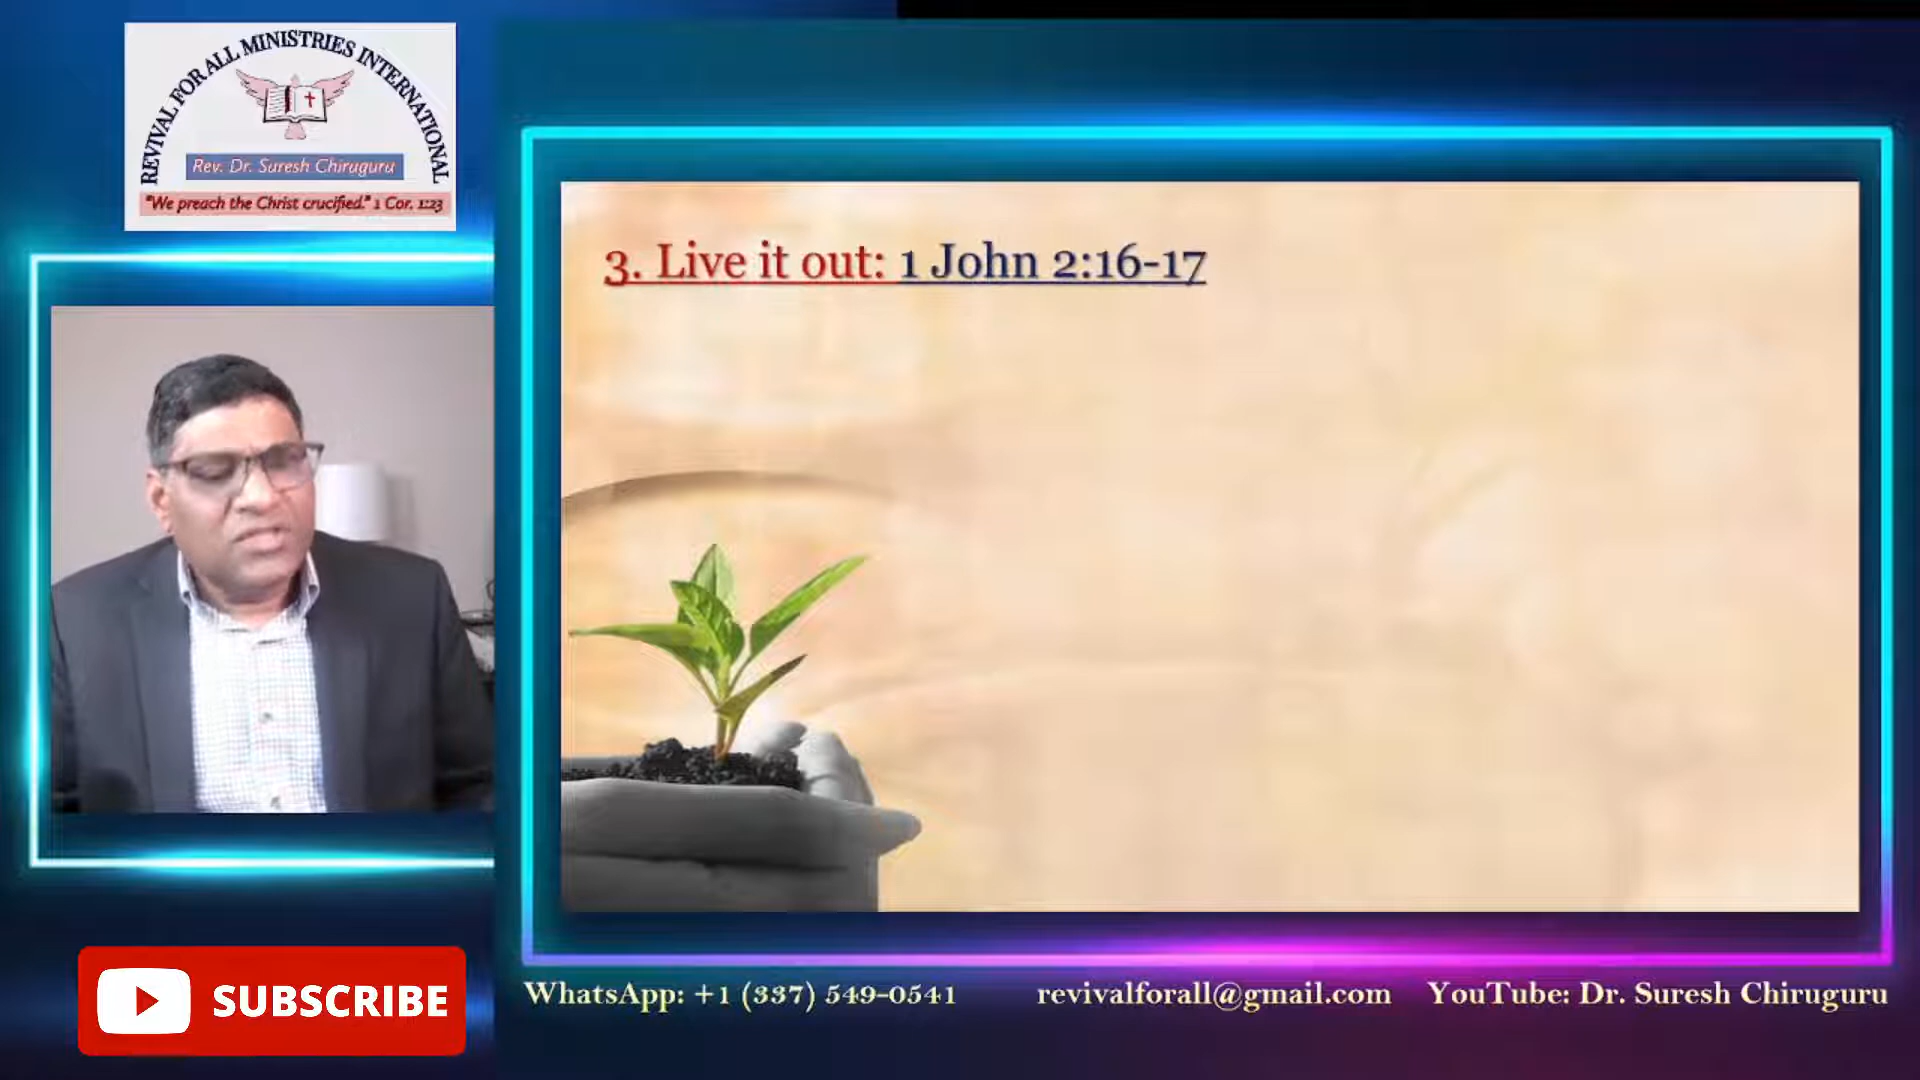 REVIVAL FOR ALL MINISTRIES INTERNATIONAL
Rev. Dr. Suresh Chiruguru
"We preach the Christ crucified." 1 Cor. 1:23
3. Live it out: 1 John 2:16-17
SUBSCRIBE
WhatsApp: +1 (337) 549-0541 revivalforall@gmail.com YouTube: Dr. Suresh Chiruguru